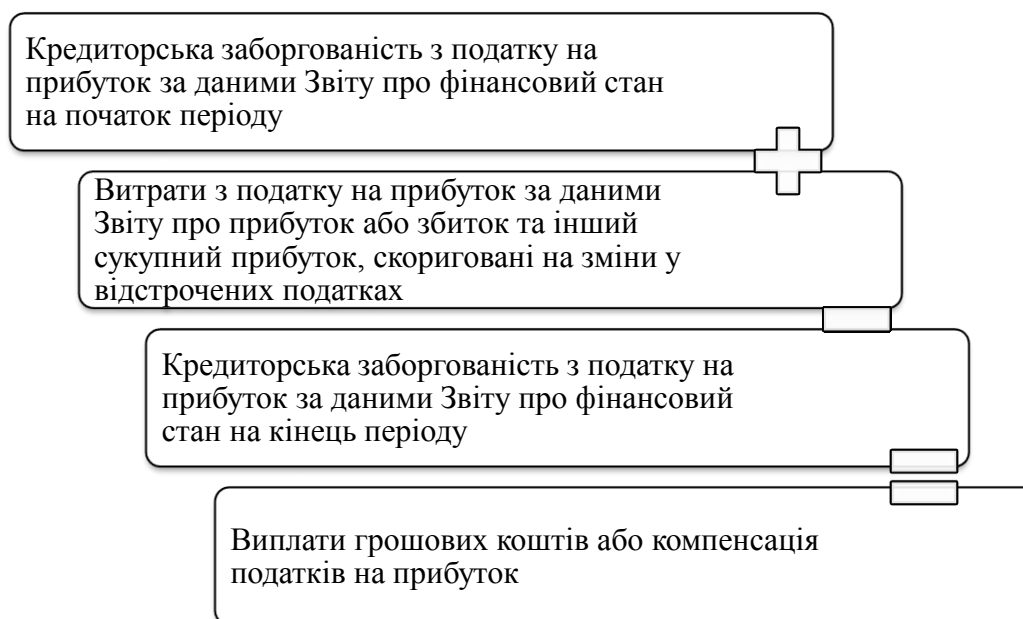 Кредиторська заборгованість з податку на
прибуток за даними Звіту про фінансовий стан
на початок періоду
Витрати з податку на прибуток за даними
Звіту про прибуток або збиток та інший
сукупний прибуток, скориговані на зміни у
відстрочених податках
Кредиторська заборгованість з податку на
прибуток за даними Звіту про фінансовий
стан на кінець періоду
Виплати грошових коштів або компенсація
податків на прибуток